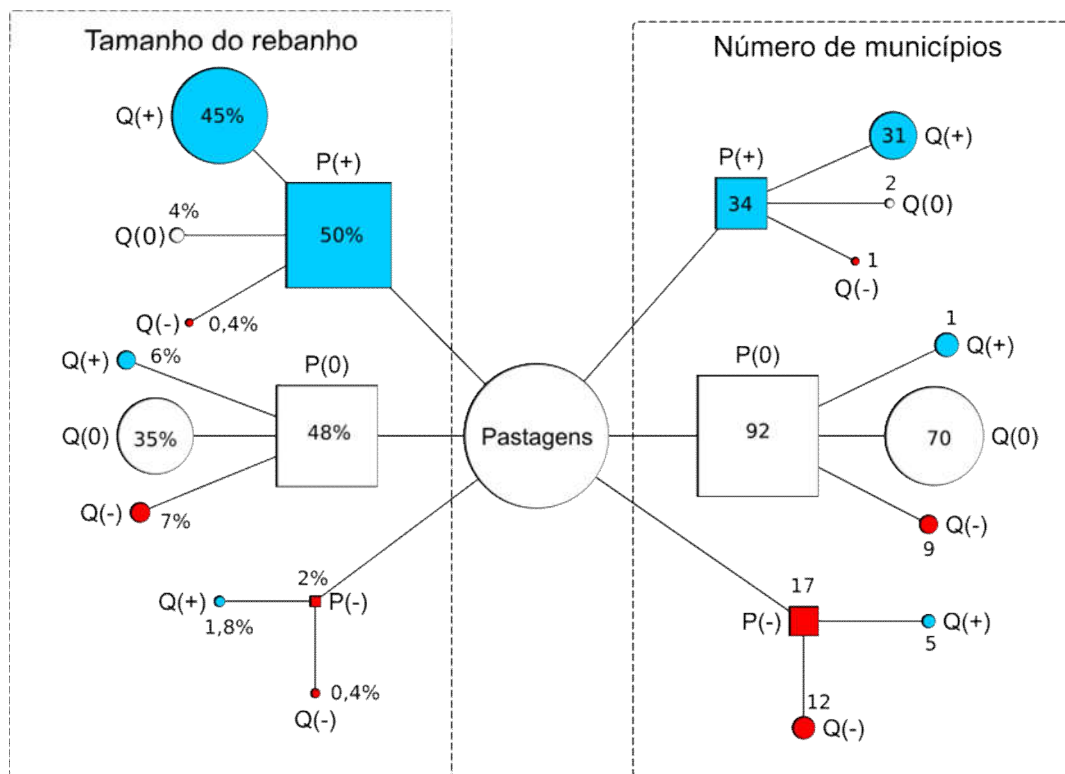 Tamanho do rebanho
Q(+)
45%
P(+)
4%
Q(0)
50%
Q(-)
0,4%
Q(+)
6%
P(0)
Q(0)
35%
48%
Q(-)
7%
2%
Q(+)
P(-)
1,8%
0,4%
Q(-)
Pastagens
Número de municípios
P(+)
31
Q(+)
34
2
Q(0)
1
Q(-)
1
Q(+)
P(0)
92
70
Q(0)
Q(-)
9
17
P(-)
Q(+)
5
12
Q(-)